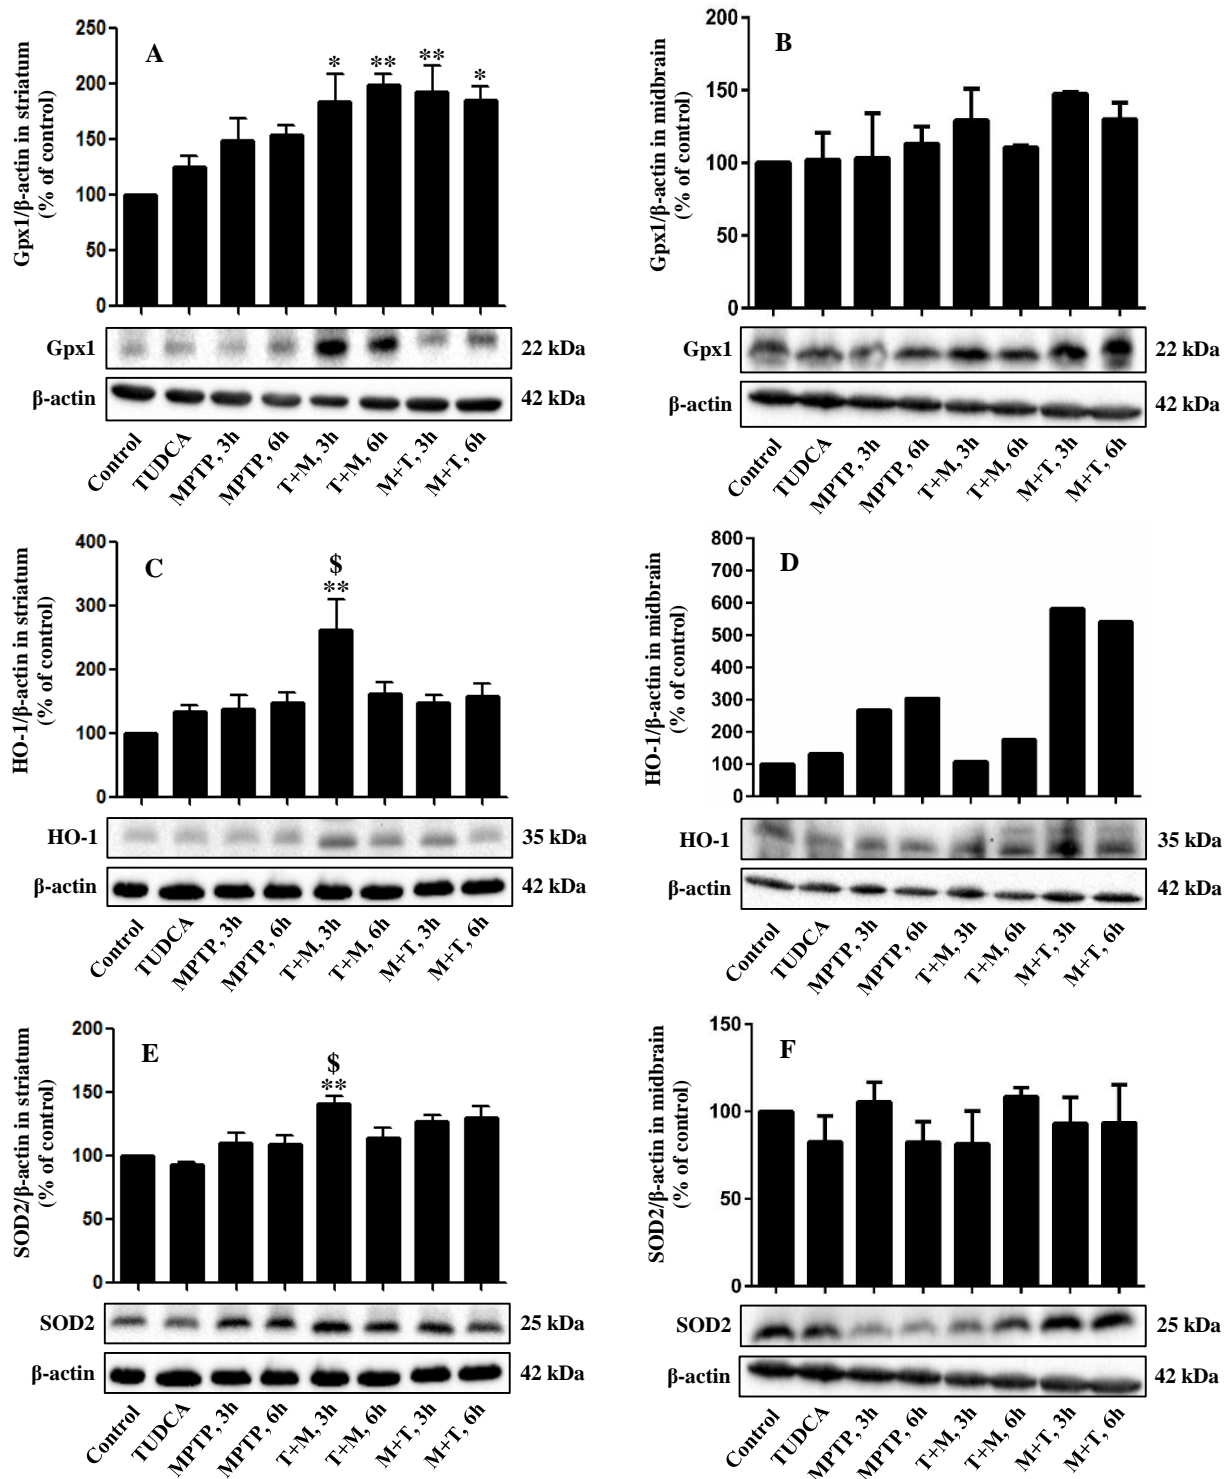 A
Gpx1/β-actin in striatum
(% of control)
250
200
150
100
50
0
*
**
**
*
Gpx1
22 kDa
β-actin
42 kDa
Control
TUDCA
MPTP, 3h
MPTP, 6h
T+M, 3h
T+M, 6h
M+T, 3h
M+T, 6h
B
Gpx1/β-actin in midbrain
(% of control)
200
150
100
50
0
Gpx1
22 kDa
β-actin
42 kDa
Control
TUDCA
MPTP, 3h
MPTP, 6h
T+M, 3h
T+M, 6h
M+T, 3h
M+T, 6h
C
HO-1/β-actin in striatum
(% of control)
400
300
200
100
0
$
**
HO-1
35 kDa
β-actin
42 kDa
Control
TUDCA
MPTP, 3h
MPTP, 6h
T+M, 3h
T+M, 6h
M+T, 3h
M+T, 6h
D
HO-1/β-actin in midbrain
(% of control)
800
700
600
500
400
300
200
100
0
HO-1
35 kDa
β-actin
42 kDa
Control
TUDCA
MPTP, 3h
MPTP, 6h
T+M, 3h
T+M, 6h
M+T, 3h
M+T, 6h
E
SOD2/β-actin in striatum
(% of control)
200
150
100
50
0
$
**
SOD2
25 kDa
β-actin
42 kDa
Control
TUDCA
MPTP, 3h
MPTP, 6h
T+M, 3h
T+M, 6h
M+T, 3h
M+T, 6h
F
SOD2/β-actin in midbrain
(% of control)
150
100
50
0
SOD2
25 kDa
β-actin
42 kDa
Control
TUDCA
MPTP, 3h
MPTP, 6h
T+M, 3h
T+M, 6h
M+T, 3h
M+T, 6h